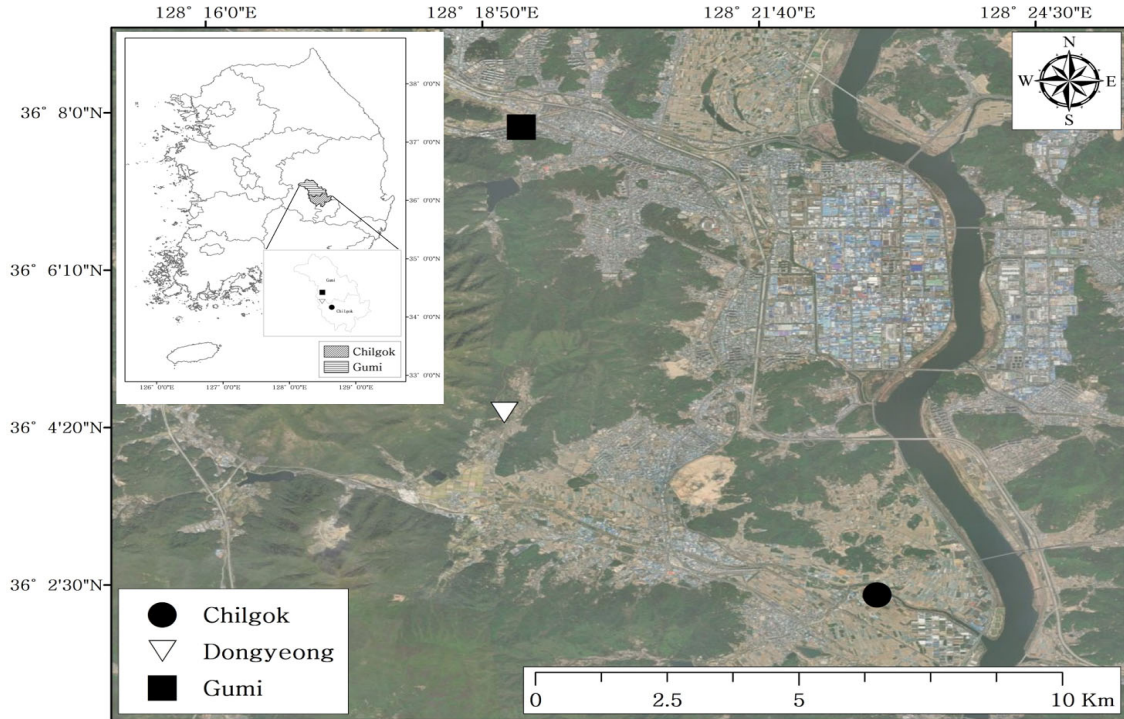 128° 16'0"E 128° 18'50"E 128° 21'40"E 128° 24'30"E
36° 8'0"N
36° 6'10"N
36° 4'20"N
36° 2'30"N
N
W E
S
38° 0'0"N
37° 0'0"N
36° 0'0"N
35° 0'0"N
34° 0'0"N
33° 0'0"N
126° 0'0"E 127° 0'0"E 128° 0'0"E 129° 0'0"E
Gumi
Chilgok
Chilgok
Gumi
Chilgok
Dongyeong
Gumi
0 2.5 5 10 Km